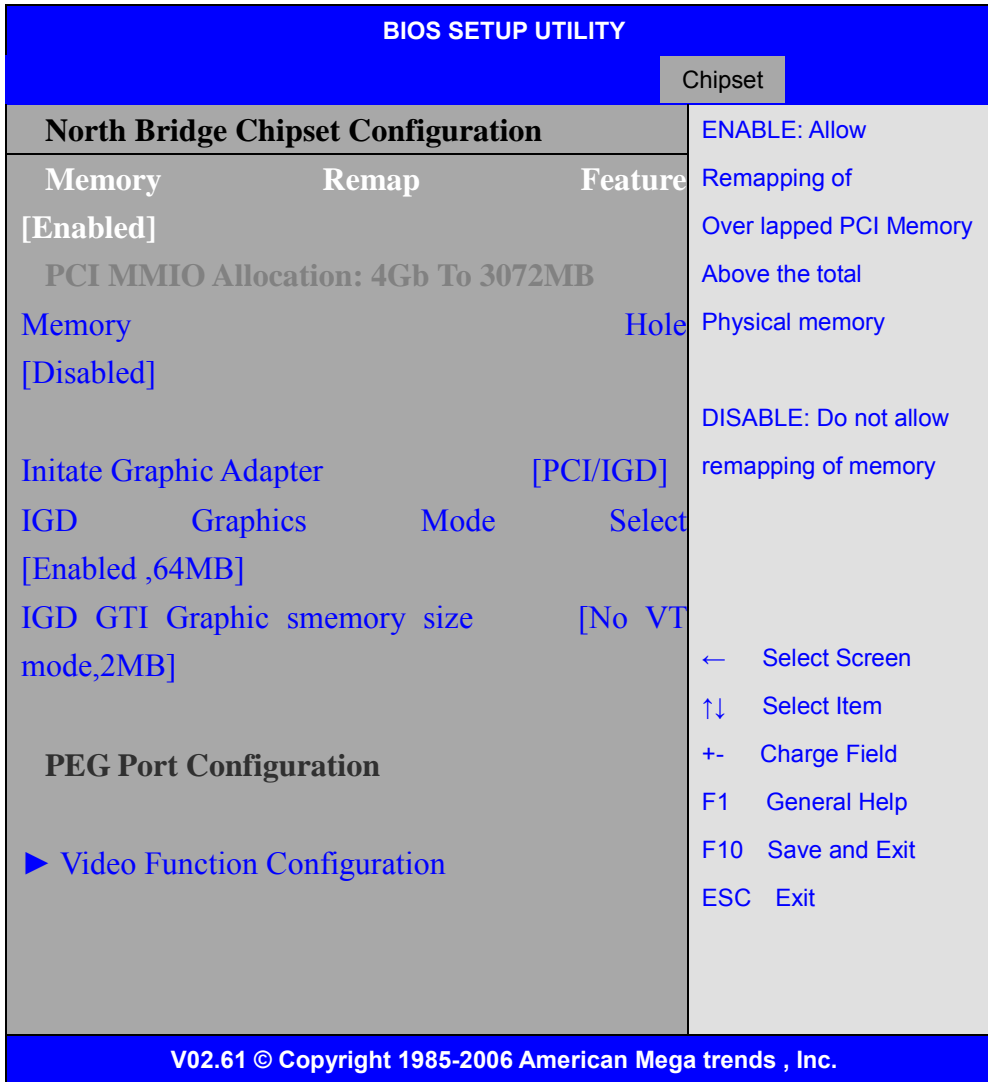 BIOS SETUP UTILITY
Chipset
North Bridge Chipset Configuration
Memory Remap Feature
[Enabled]
PCI MMIO Allocation: 4Gb To 3072MB
Memory Hole
[Disabled]
Initate Graphic Adapter [PCI/IGD]
IGD Graphics Mode Select
[Enabled ,64MB]
IGD GTI Graphic smemory size [No VT
mode,2MB]
PEG Port Configuration
► Video Function Configuration
ENABLE: Allow
Remapping of
Over lapped PCI Memory
Above the total
Physical memory
DISABLE: Do not allow
remapping of memory
← Select Screen
↑↓ Select Item
+- Charge Field
F1 General Help
F10 Save and Exit
ESC Exit
V02.61 © Copyright 1985-2006 American Mega trends , Inc.